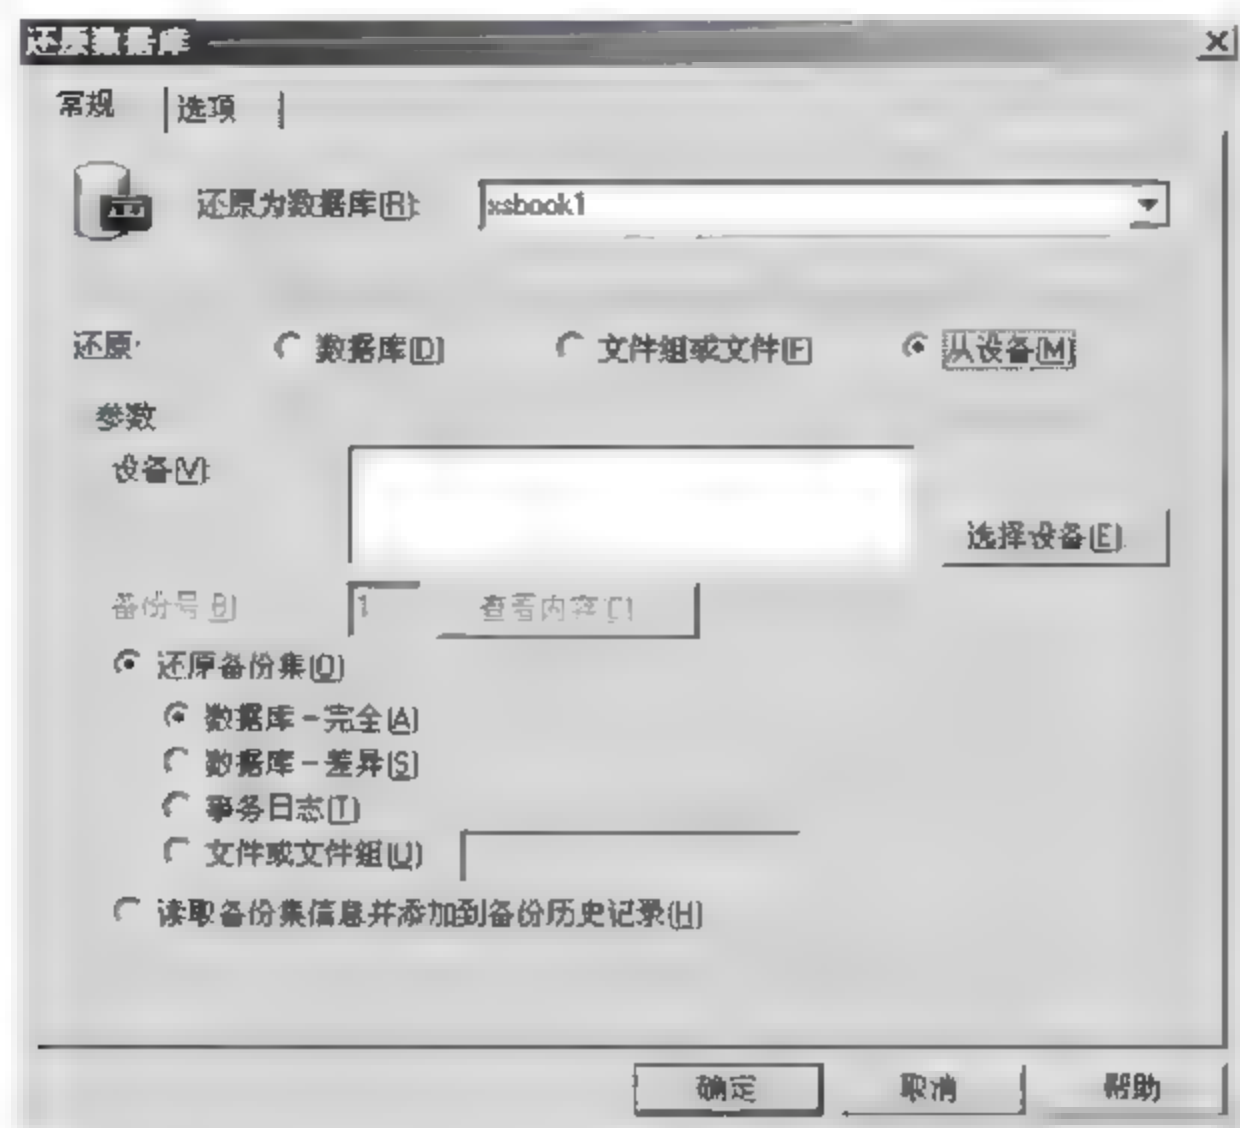 还原数据库
常规 选项
还原为数据库(R): xsbook1
还原: 数据库(D) 文件组或文件(F) 从设备(M)
参数
设备(V):
选择设备(E)
备份号(B) 1 查看内容(C)
还原备份集(O)
数据库－完全(A)
数据库－差异(S)
事务日志(T)
文件或文件组(U)
读取备份集信息并添加到备份历史记录(H)
确定 取消 帮助